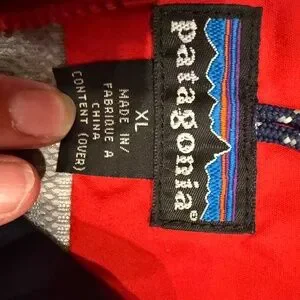 XL
MADE IN/
FABRIQUE A
CHINA
CONTENT (OVER)
patagonia®